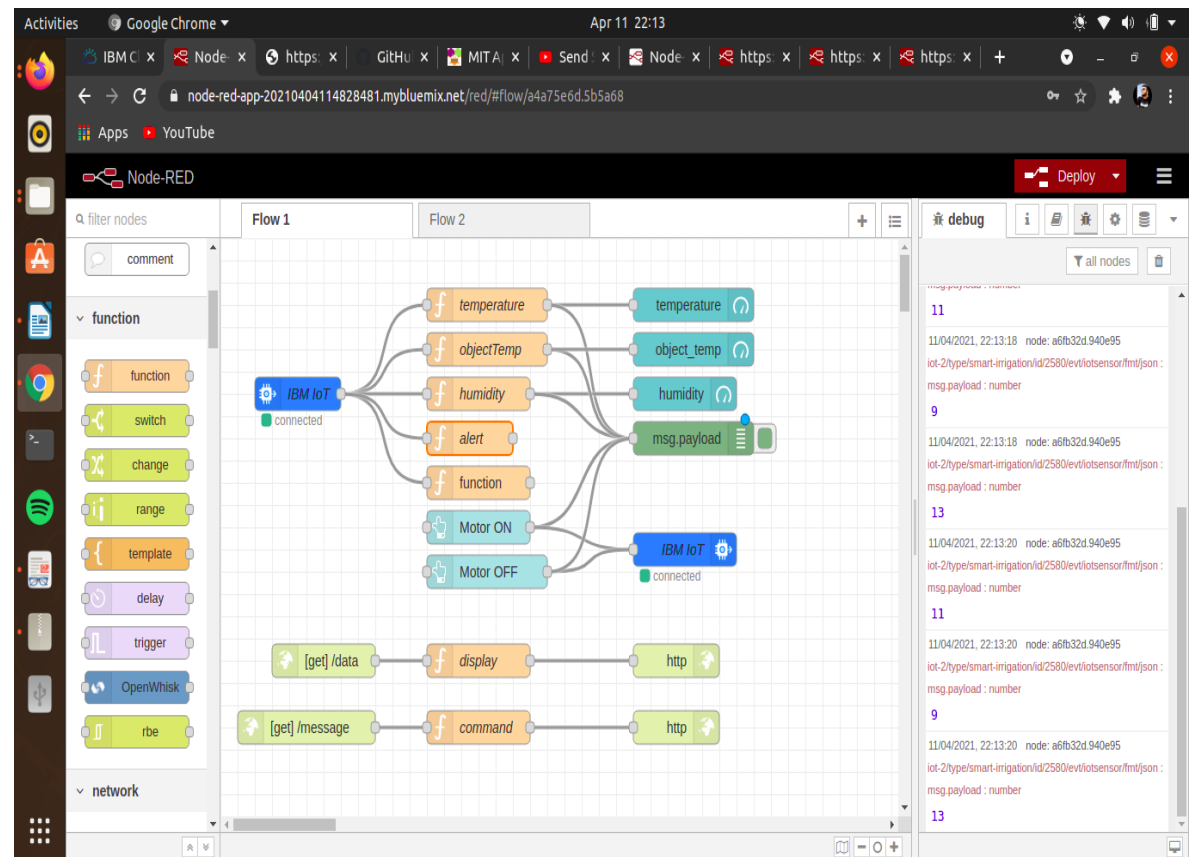 Activities Google Chrome Apr 11 22:13
IBM Cl Node- https: GitHu MIT A Send S Node- https: https: https:
node-red-app-20210404114828481.mybluemix.net/red/#flow/a4a75e6d.5b5a68
Apps YouTube
Node-RED Deploy
filter nodes
comment
function
function
switch
change
range
template
delay
trigger
OpenWhisk
rbe
network
Flow 1 Flow 2
temperature temperature
objectTemp object_temp
IBM IoT humidity humidity
connected
alert msg.payload
function
Motor ON
IBM IoT
Motor OFF connected
[get] /data display http
[get] /message command http
debug i
all nodes
msg.payload : number
11
11/04/2021, 22:13:18 node: a6fb32d.940e95
iot-2/type/smart-irrigation/id/2580/evt/iotsensor/fmt/json :
msg.payload : number
9
11/04/2021, 22:13:18 node: a6fb32d.940e95
iot-2/type/smart-irrigation/id/2580/evt/iotsensor/fmt/json :
msg.payload : number
13
11/04/2021, 22:13:20 node: a6fb32d.940e95
iot-2/type/smart-irrigation/id/2580/evt/iotsensor/fmt/json :
msg.payload : number
11
11/04/2021, 22:13:20 node: a6fb32d.940e95
iot-2/type/smart-irrigation/id/2580/evt/iotsensor/fmt/json :
msg.payload : number
9
11/04/2021, 22:13:20 node: a6fb32d.940e95
iot-2/type/smart-irrigation/id/2580/evt/iotsensor/fmt/json :
msg.payload : number
13